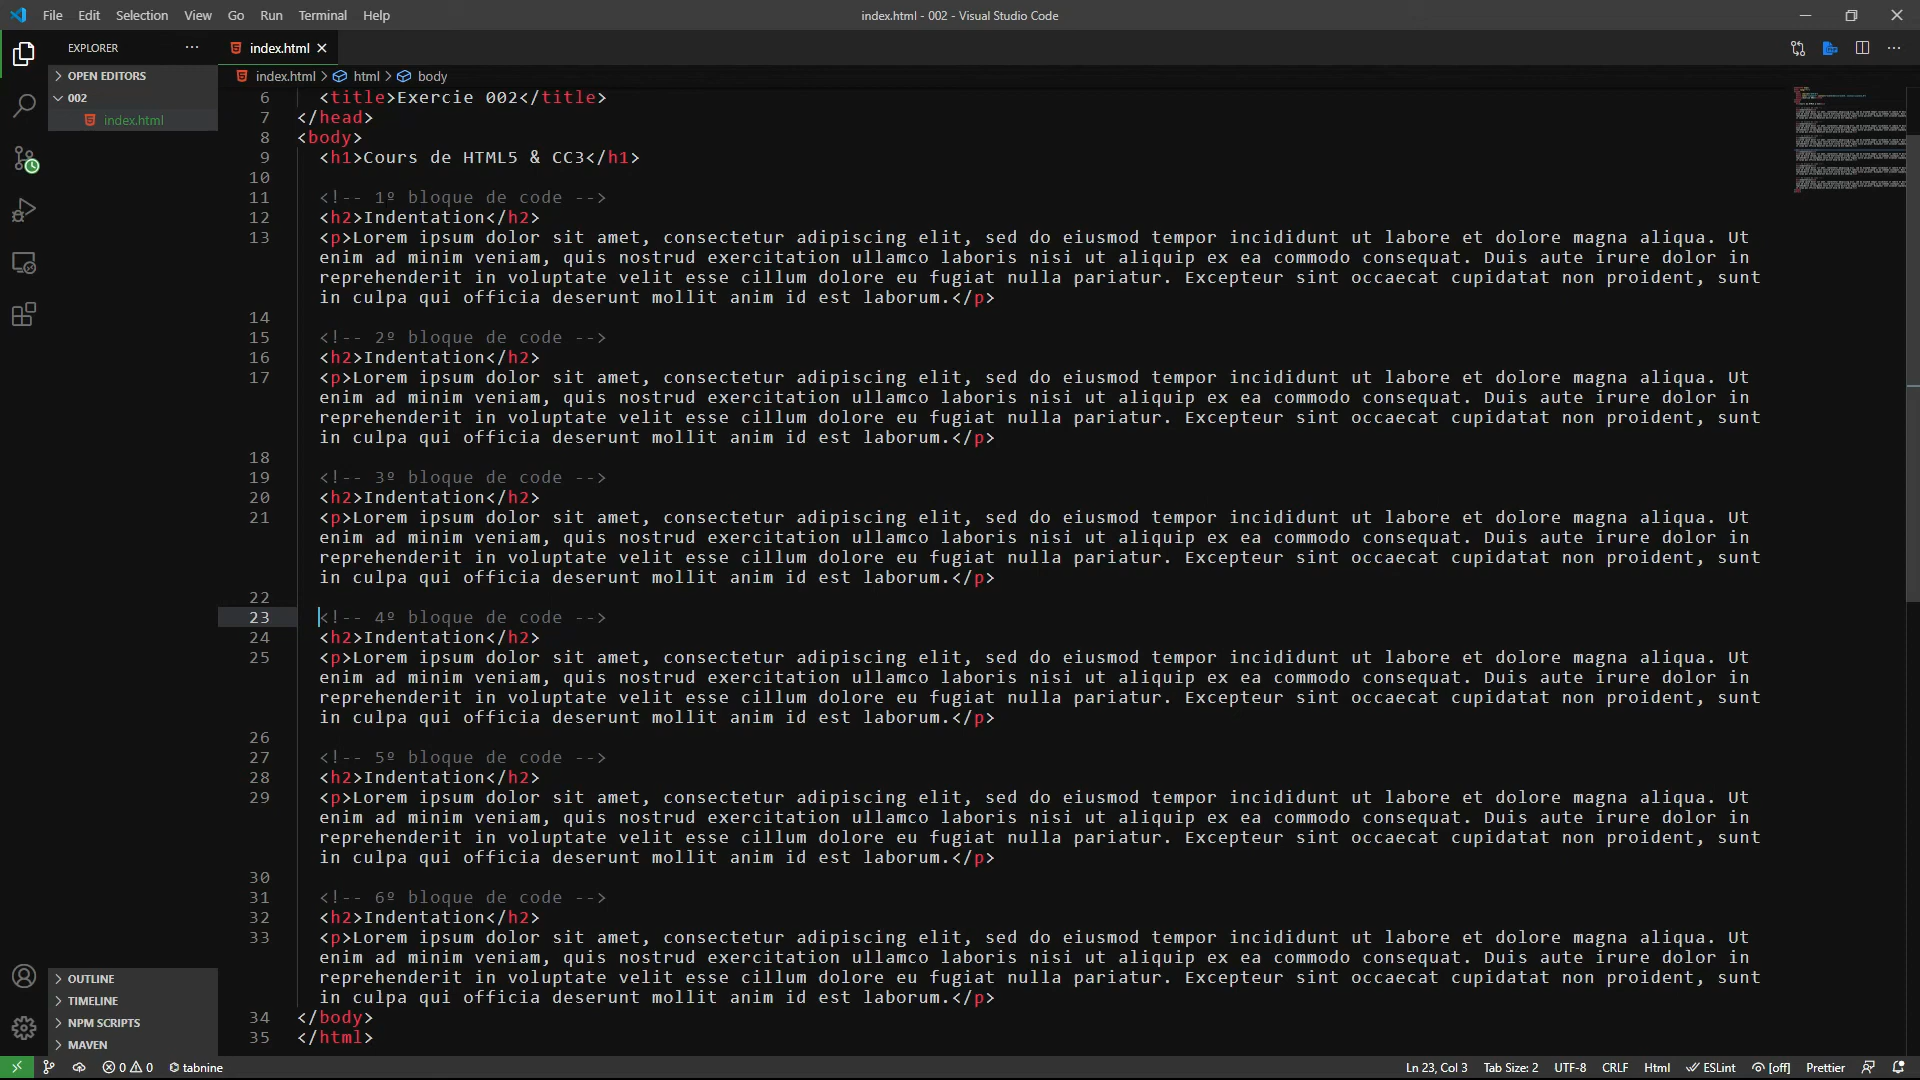 File Edit Selection View Go Run Terminal Help
index.html - 002 - Visual Studio Code
EXPLORER
index.html
OPEN EDITORS
002
index.html
index.html > html > body
6 <title>Exercie 002</title>
7 </head>
8 <body>
9 <h1>Cours de HTML5 & CC3</h1>
10
11 <!-- 1º bloque de code -->
12 <h2>Indentation</h2>
13 <p>Lorem ipsum dolor sit amet, consectetur adipiscing elit, sed do eiusmod tempor incididunt ut labore et dolore magna aliqua. Ut
enim ad minim veniam, quis nostrud exercitation ullamco laboris nisi ut aliquip ex ea commodo consequat. Duis aute irure dolor in
reprehenderit in voluptate velit esse cillum dolore eu fugiat nulla pariatur. Excepteur sint occaecat cupidatat non proident, sunt
in culpa qui officia deserunt mollit anim id est laborum.</p>
14
15 <!-- 2º bloque de code -->
16 <h2>Indentation</h2>
17 <p>Lorem ipsum dolor sit amet, consectetur adipiscing elit, sed do eiusmod tempor incididunt ut labore et dolore magna aliqua. Ut
enim ad minim veniam, quis nostrud exercitation ullamco laboris nisi ut aliquip ex ea commodo consequat. Duis aute irure dolor in
reprehenderit in voluptate velit esse cillum dolore eu fugiat nulla pariatur. Excepteur sint occaecat cupidatat non proident, sunt
in culpa qui officia deserunt mollit anim id est laborum.</p>
18
19 <!-- 3º bloque de code -->
20 <h2>Indentation</h2>
21 <p>Lorem ipsum dolor sit amet, consectetur adipiscing elit, sed do eiusmod tempor incididunt ut labore et dolore magna aliqua. Ut
enim ad minim veniam, quis nostrud exercitation ullamco laboris nisi ut aliquip ex ea commodo consequat. Duis aute irure dolor in
reprehenderit in voluptate velit esse cillum dolore eu fugiat nulla pariatur. Excepteur sint occaecat cupidatat non proident, sunt
in culpa qui officia deserunt mollit anim id est laborum.</p>
22
23 <!-- 4º bloque de code -->
24 <h2>Indentation</h2>
25 <p>Lorem ipsum dolor sit amet, consectetur adipiscing elit, sed do eiusmod tempor incididunt ut labore et dolore magna aliqua. Ut
enim ad minim veniam, quis nostrud exercitation ullamco laboris nisi ut aliquip ex ea commodo consequat. Duis aute irure dolor in
reprehenderit in voluptate velit esse cillum dolore eu fugiat nulla pariatur. Excepteur sint occaecat cupidatat non proident, sunt
in culpa qui officia deserunt mollit anim id est laborum.</p>
26
27 <!-- 5º bloque de code -->
28 <h2>Indentation</h2>
29 <p>Lorem ipsum dolor sit amet, consectetur adipiscing elit, sed do eiusmod tempor incididunt ut labore et dolore magna aliqua. Ut
enim ad minim veniam, quis nostrud exercitation ullamco laboris nisi ut aliquip ex ea commodo consequat. Duis aute irure dolor in
reprehenderit in voluptate velit esse cillum dolore eu fugiat nulla pariatur. Excepteur sint occaecat cupidatat non proident, sunt
in culpa qui officia deserunt mollit anim id est laborum.</p>
30
31 <!-- 6º bloque de code -->
32 <h2>Indentation</h2>
33 <p>Lorem ipsum dolor sit amet, consectetur adipiscing elit, sed do eiusmod tempor incididunt ut labore et dolore magna aliqua. Ut
enim ad minim veniam, quis nostrud exercitation ullamco laboris nisi ut aliquip ex ea commodo consequat. Duis aute irure dolor in
reprehenderit in voluptate velit esse cillum dolore eu fugiat nulla pariatur. Excepteur sint occaecat cupidatat non proident, sunt
in culpa qui officia deserunt mollit anim id est laborum.</p>
34 </body>
35 </html>
OUTLINE
TIMELINE
NPM SCRIPTS
MAVEN
0 0 tabnine
Ln 23, Col 3 Tab Size: 2 UTF-8 CRLF Html ESLint [off] Prettier